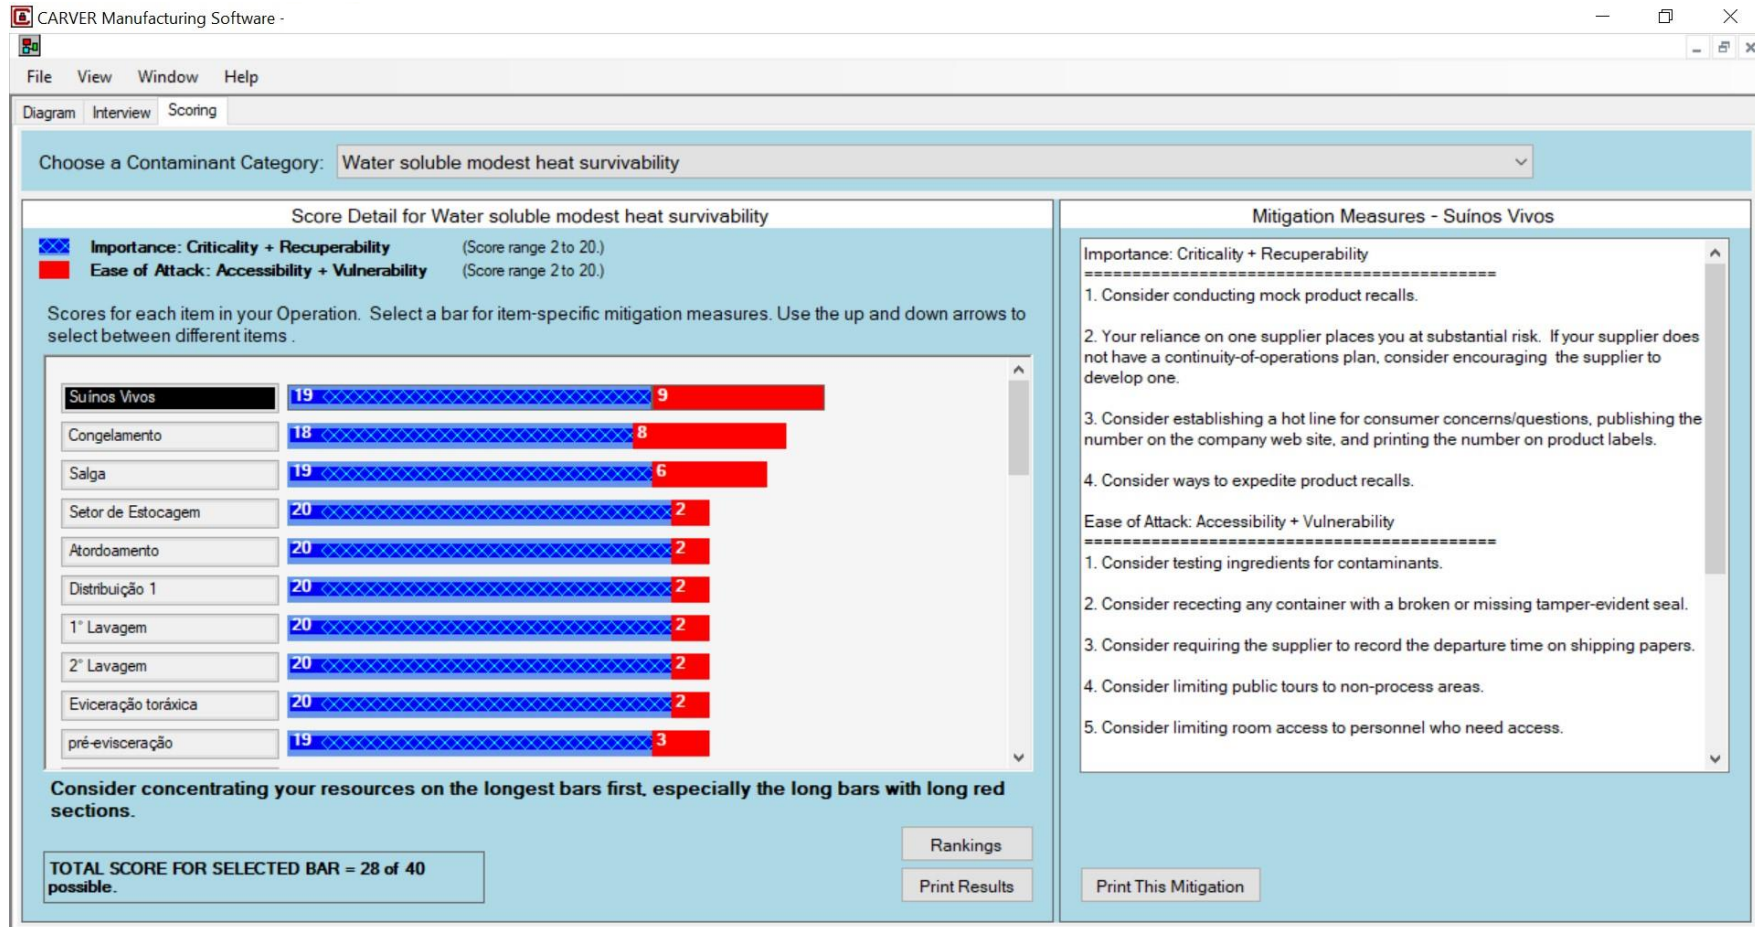 CARVER Manufacturing Software -
File View Window Help
Diagram Interview Scoring
Choose a Contaminant Category: Water soluble modest heat survivability
Score Detail for Water soluble modest heat survivability
Importance: Criticality + Recuperability (Score range 2 to 20.)
Ease of Attack: Accessibility + Vulnerability (Score range 2 to 20.)
Scores for each item in your Operation. Select a bar for item-specific mitigation measures. Use the up and down arrows to
select between different items .
Suínos Vivos 19 9
Congelamento 18 8
Salga 19 6
Setor de Estocagem 20 2
Atordoamento 20 2
Distribuição 1 20 2
1° Lavagem 20 2
2° Lavagem 20 2
Eviceração toráxica 20 2
pré-evisceração 19 3
Consider concentrating your resources on the longest bars first, especially the long bars with long red
sections.
TOTAL SCORE FOR SELECTED BAR = 28 of 40
possible.
Rankings
Print Results
Mitigation Measures - Suínos Vivos
Importance: Criticality + Recuperability
===========================================
1. Consider conducting mock product recalls.
2. Your reliance on one supplier places you at substantial risk. If your supplier does
not have a continuity-of-operations plan, consider encouraging the supplier to
develop one.
3. Consider establishing a hot line for consumer concerns/questions, publishing the
number on the company web site, and printing the number on product labels.
4. Consider ways to expedite product recalls.
Ease of Attack: Accessibility + Vulnerability
===========================================
1. Consider testing ingredients for contaminants.
2. Consider rececting any container with a broken or missing tamper-evident seal.
3. Consider requiring the supplier to record the departure time on shipping papers.
4. Consider limiting public tours to non-process areas.
5. Consider limiting room access to personnel who need access.
Print This Mitigation